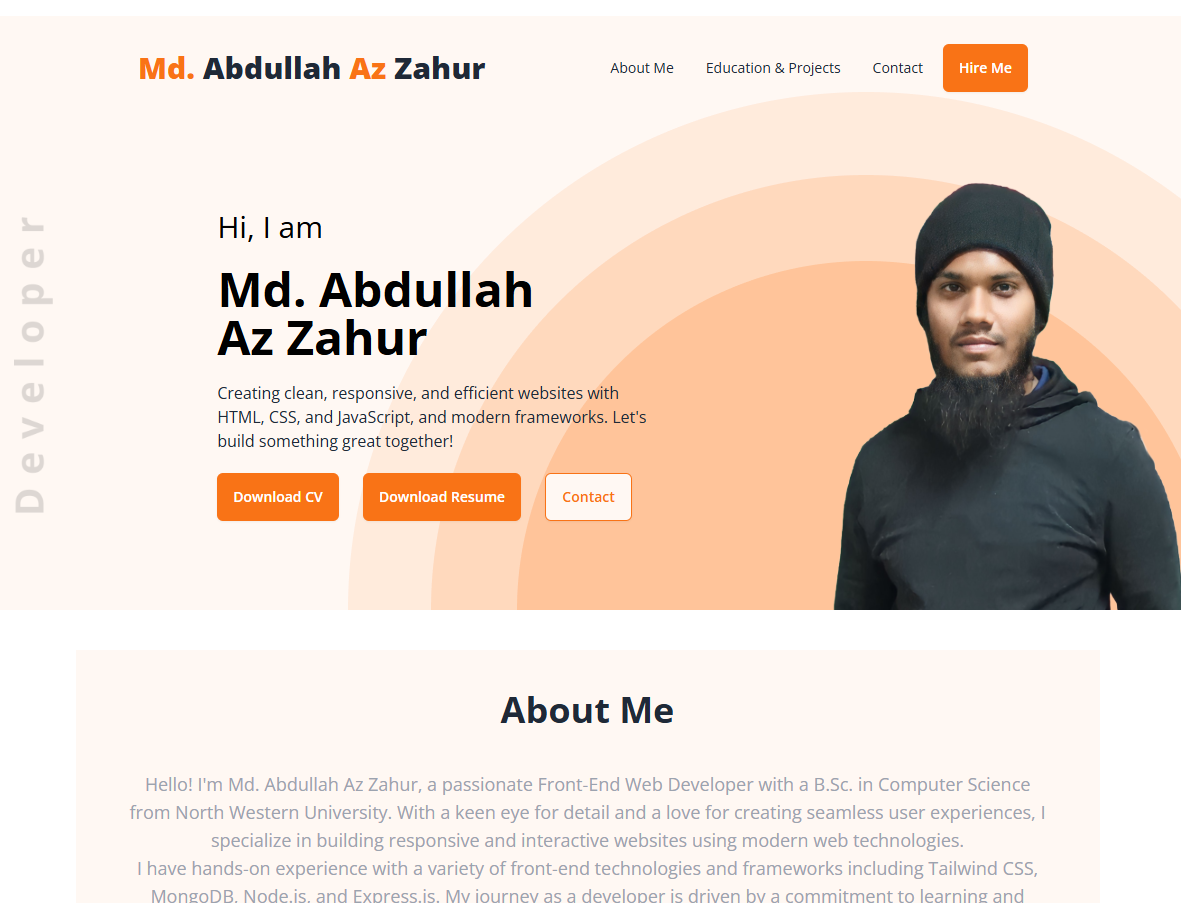 Md. Abdullah Az Zahur
About Me
Education & Projects
Contact
Hire Me
Developer
Hi, I am
Md. Abdullah
Az Zahur
Creating clean, responsive, and efficient websites with
HTML, CSS, and JavaScript, and modern frameworks. Let's
build something great together!
Download CV
Download Resume
Contact
About Me
Hello! I'm Md. Abdullah Az Zahur, a passionate Front-End Web Developer with a B.Sc. in Computer Science
from North Western University. With a keen eye for detail and a love for creating seamless user experiences, I
specialize in building responsive and interactive websites using modern web technologies.
I have hands-on experience with a variety of front-end technologies and frameworks including Tailwind CSS,
MongoDB, Node.js, and Express.js. My journey as a developer is driven by a commitment to learning and